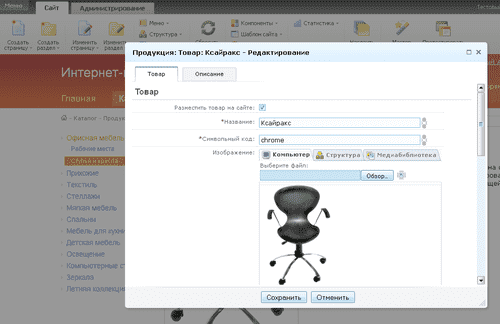 Меню
Сайт
Администрирование
Создать страницу
Создать раздел
Изменить страницу
Изменить раздел
Меню
Структура
Компоненты
Шаблон сайта
Статистика
Интернет-
Главная
Каталог
Офисная мебель
Рабочие места
Прихожие
Текстиль
Стеллажи
Мягкая мебель
Спальни
Мебель для кухни
Детская мебель
Освещение
Компьютерные
Зеркала
Летняя коллекция
Продукция: Товар: Ксайракс - Редактирование
Товар
Описание
Товар
Разместить товар на сайте:
*Название:
Ксайракс
*Символьный код:
chrome
Изображение:
Компьютер
Структура
Медиабиблиотека
Выберите файл:
Обзор..
Сохранить
Отменить